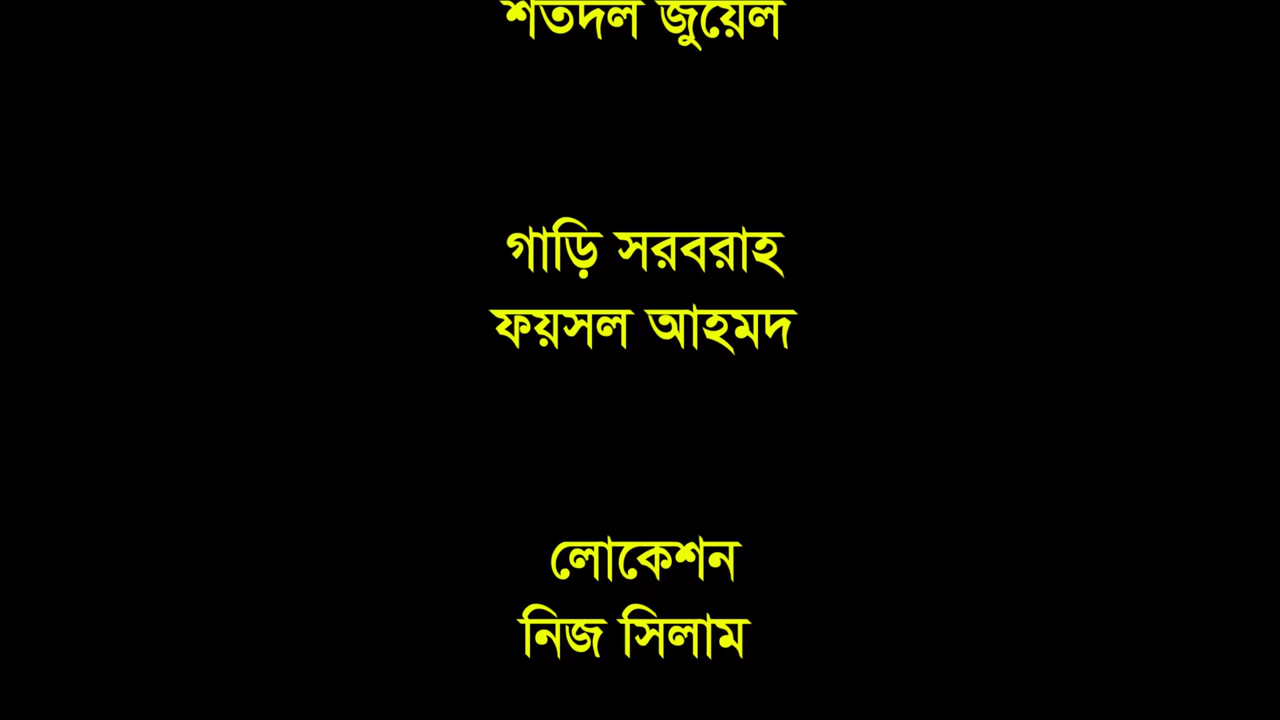 শতদল জুয়েল
গাড়ি সরবরাহ
ফয়সল আহমদ
লোকেশন
নিজ সিলাম